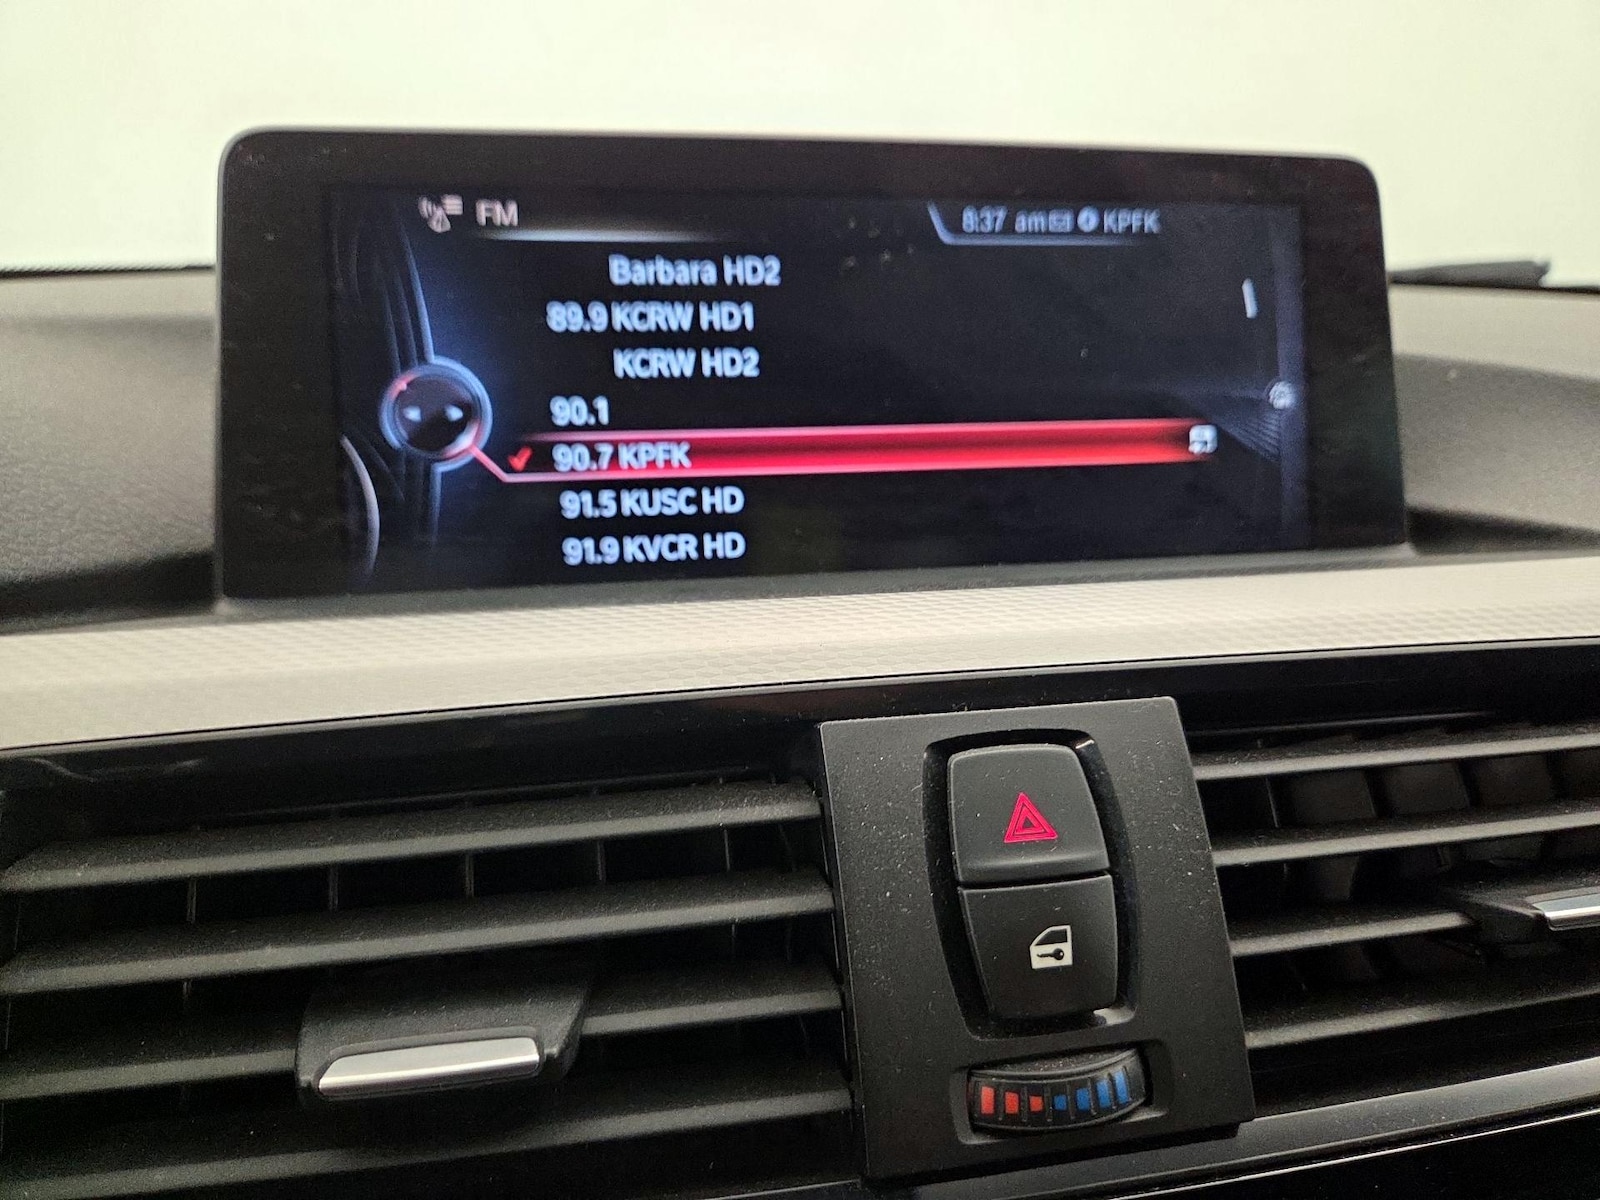 FM
8:37 am KPFK
Barbara HD2
89.9 KCRW HD1
KCRW HD2
90.1
90.7 KPFK
91.5 KUSC HD
91.9 KVCR HD